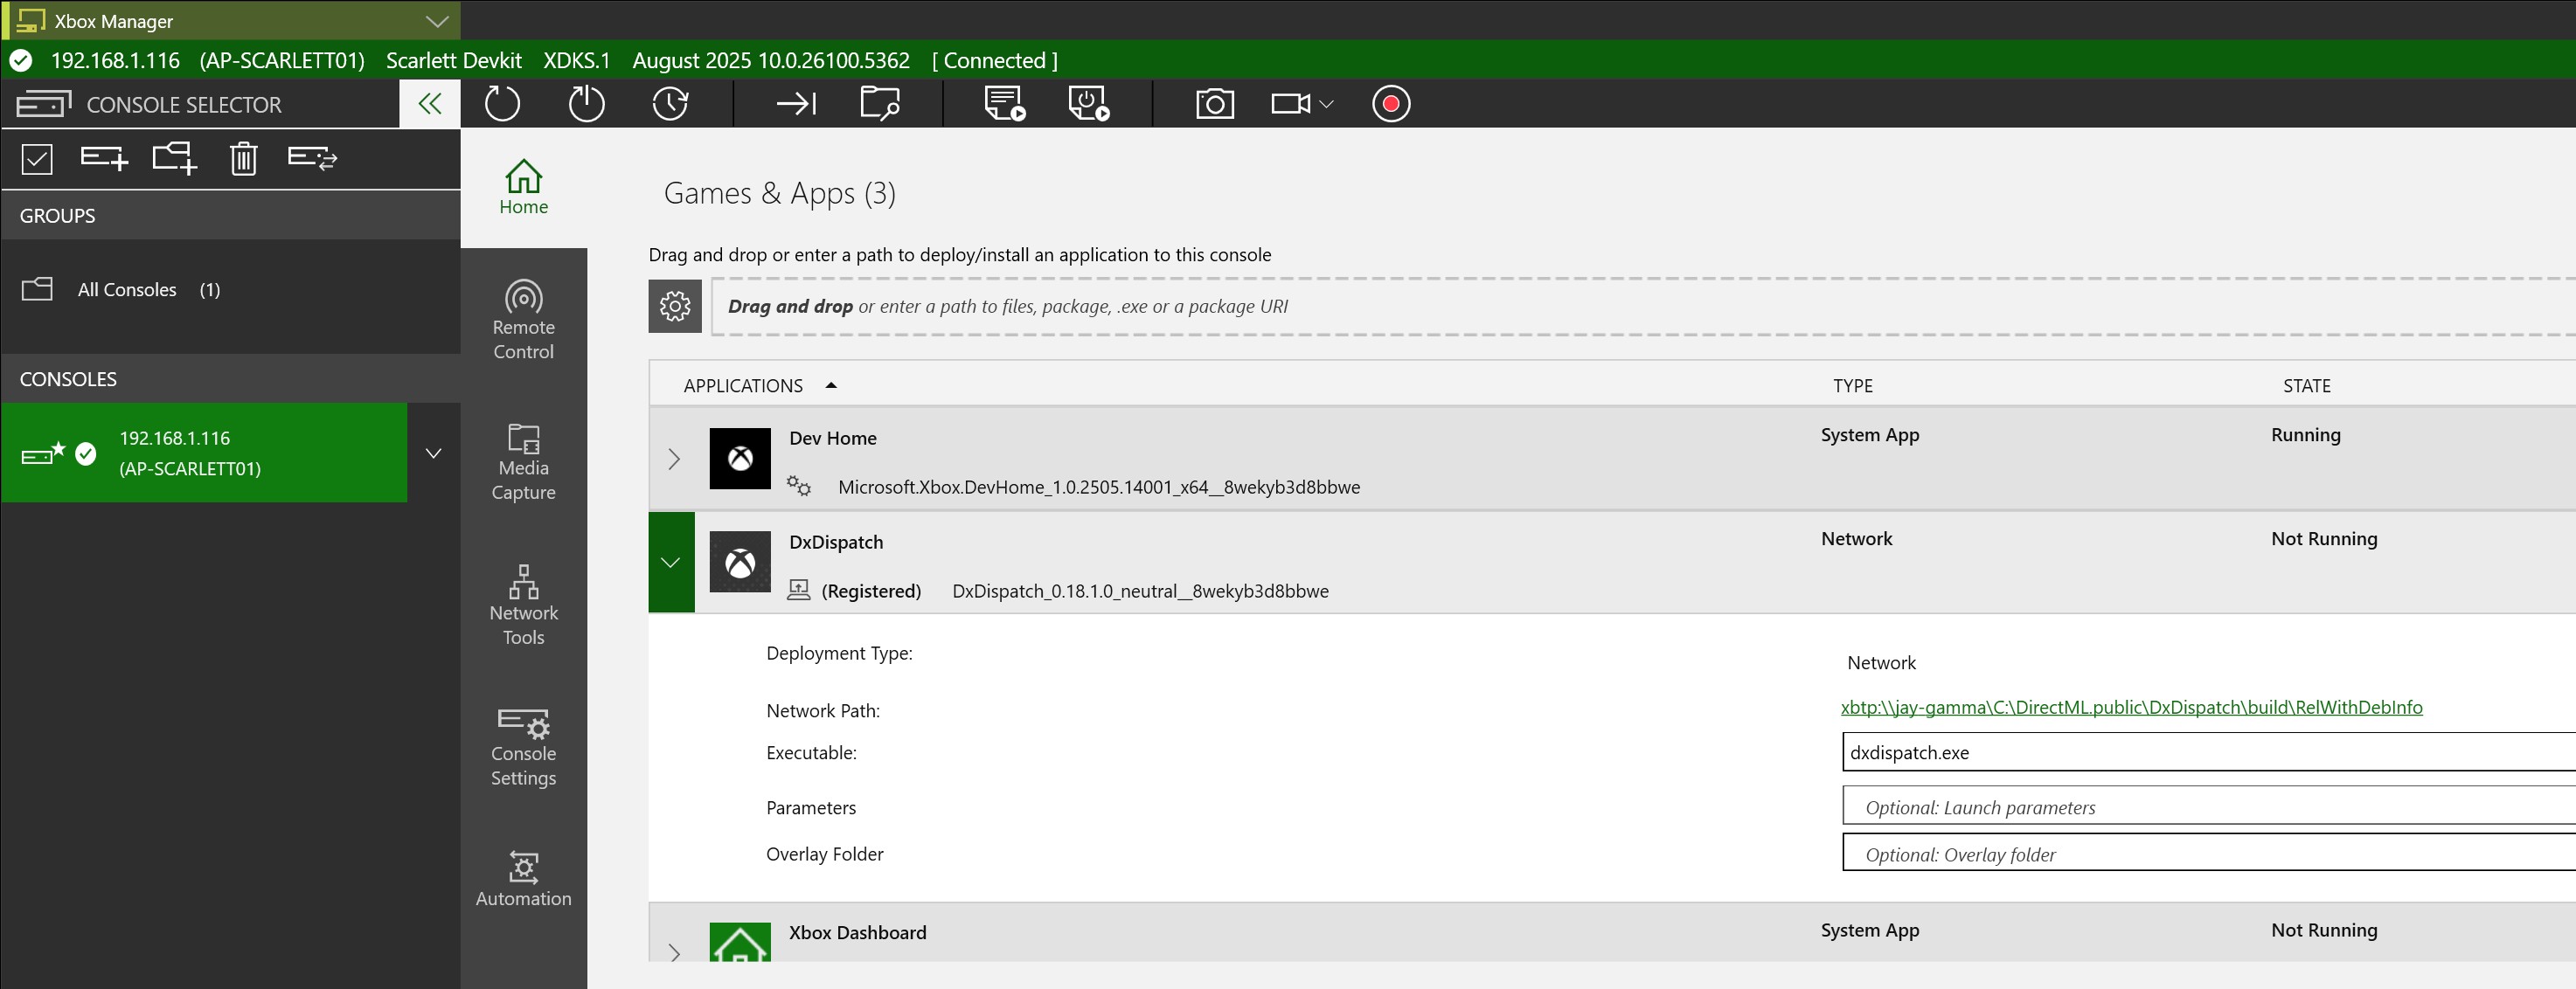 Xbox Manager
192.168.1.116 (AP-SCARLETT01) Scarlett Devkit XDKS.1 August 2025 10.0.26100.5362 [ Connected ]
CONSOLE SELECTOR
GROUPS
All Consoles (1)
CONSOLES
192.168.1.116
(AP-SCARLETT01)
Home
Remote
Control
Media
Capture
Network
Tools
Console
Settings
Automation
Games & Apps (3)
Drag and drop or enter a path to deploy/install an application to this console
Drag and drop or enter a path to files, package, .exe or a package URI
APPLICATIONS TYPE STATE
Dev Home System App Running
Microsoft.Xbox.DevHome_1.0.2505.14001_x64__8wekyb3d8bbwe
DxDispatch Network Not Running
(Registered) DxDispatch_0.18.1.0_neutral__8wekyb3d8bbwe
Deployment Type: Network
Network Path: xbtp:\\jay-gamma\C:\DirectML.public\DxDispatch\build\RelWithDebInfo
Executable: dxdispatch.exe
Parameters Optional: Launch parameters
Overlay Folder Optional: Overlay folder
Xbox Dashboard System App Not Running